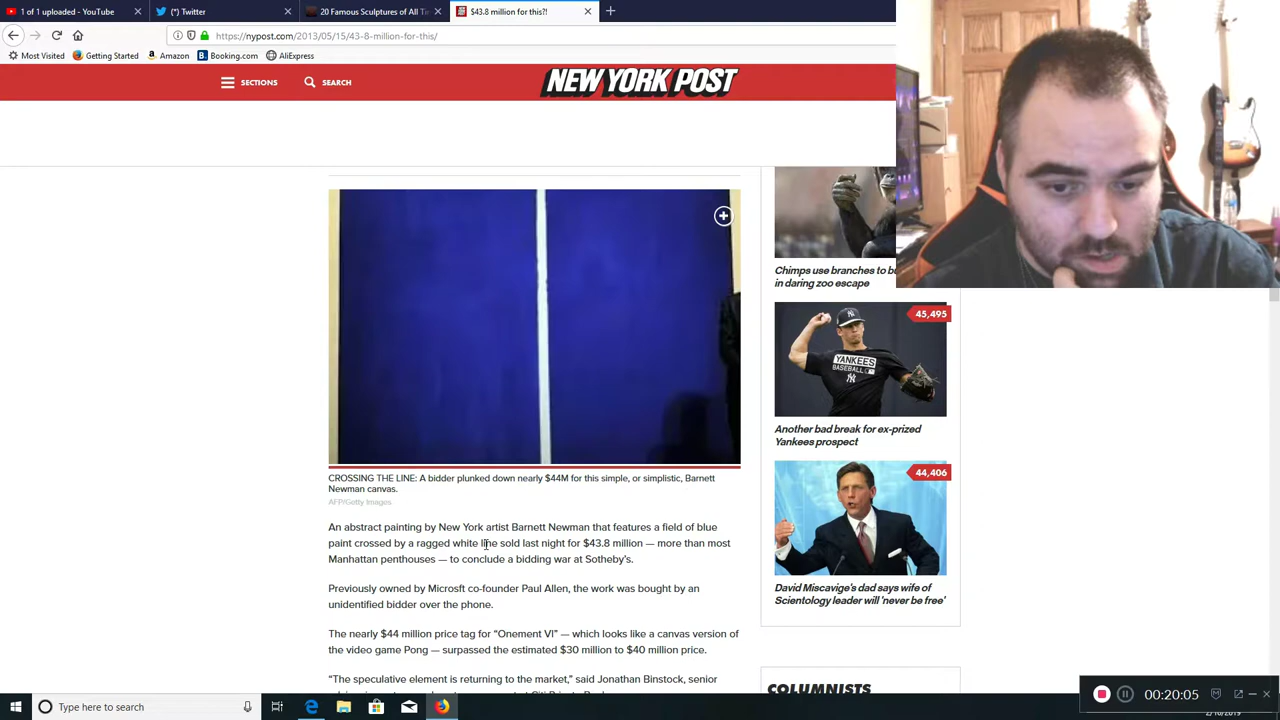 1 of 1 uploaded - YouTube
(*) Twitter
20 Famous Sculptures of All Ti
$43.8 million for this?!
https://nypost.com/2013/05/15/43-8-million-for-this/
Most Visited
Getting Started
Amazon
Booking.com
AliExpress
SECTIONS
SEARCH
NEW YORK POST
CROSSING THE LINE: A bidder plunked down nearly $44M for this simple, or simplistic, Barnett
Newman canvas.
AFP/Getty Images
An abstract painting by New York artist Barnett Newman that features a field of blue
paint crossed by a ragged white line sold last night for $43.8 million — more than most
Manhattan penthouses — to conclude a bidding war at Sotheby's.
Previously owned by Microsft co-founder Paul Allen, the work was bought by an
unidentified bidder over the phone.
The nearly $44 million price tag for “Onement VI” — which looks like a canvas version of
the video game Pong — surpassed the estimated $30 million to $40 million price.
“The speculative element is returning to the market,” said Jonathan Binstock, senior
Chimps use branches to
in daring zoo escape
45,495
YANKEES
BASEBALL
Another bad break for ex-prized
Yankees prospect
44,406
David Miscavige's dad says wife of
Scientology leader will 'never be free'
COLUMNISTS
00:20:05
Type here to search